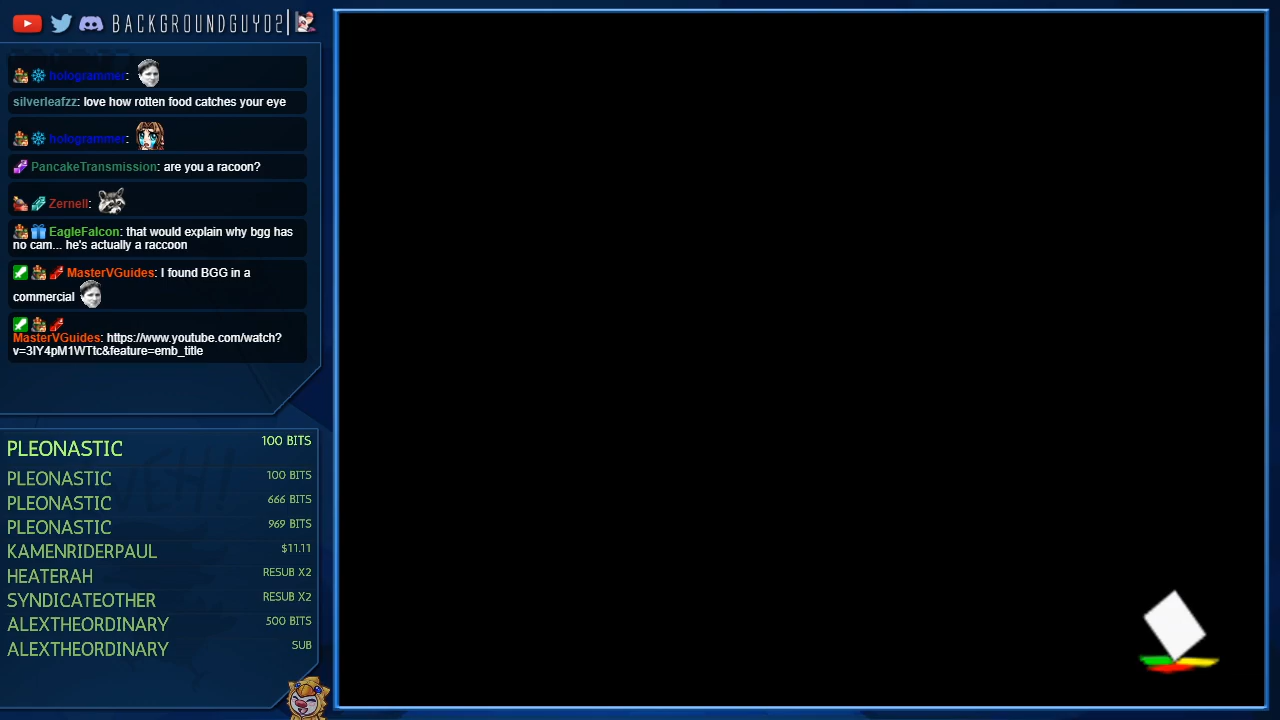 BACKGROUNDGUY02
hologrammer:
silverleafzz: love how rotten food catches your eye
hologrammer:
PancakeTransmission: are you a racoon?
Zernell:
EagleFalcon: that would explain why bgg has
no cam... he's actually a raccoon
MasterVGuides: I found BGG in a
commercial
MasterVGuides: https://www.youtube.com/watch?
v=3IY4pM1WTtc&feature=emb_title
PLEONASTIC 100 BITS
PLEONASTIC 100 BITS
PLEONASTIC 666 BITS
PLEONASTIC 969 BITS
KAMENRIDERPAUL $11.11
HEATERAH RESUB X2
SYNDICATEOTHER RESUB X2
ALEXTHEORDINARY 500 BITS
ALEXTHEORDINARY SUB